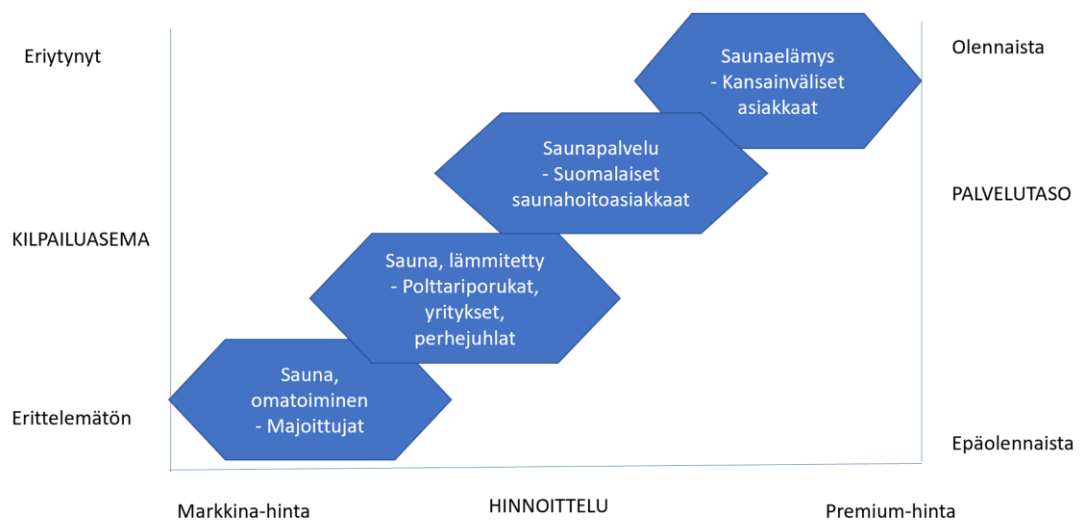 Eriytynyt
Olennaista
Saunaelämys
- Kansainväliset
asiakkaat
Saunapalvelu
- Suomalaiset
saunahoitoasiakkaat
PALVELUTASO
KILPAILUASEMA
Sauna, lämmitetty
- Polttariporukat,
yritykset,
perhejuhlat
Sauna,
omatoiminen
- Majoittujat
Erittelemätön
Epäolennaista
Markkina-hinta
HINNOITTELU
Premium-hinta